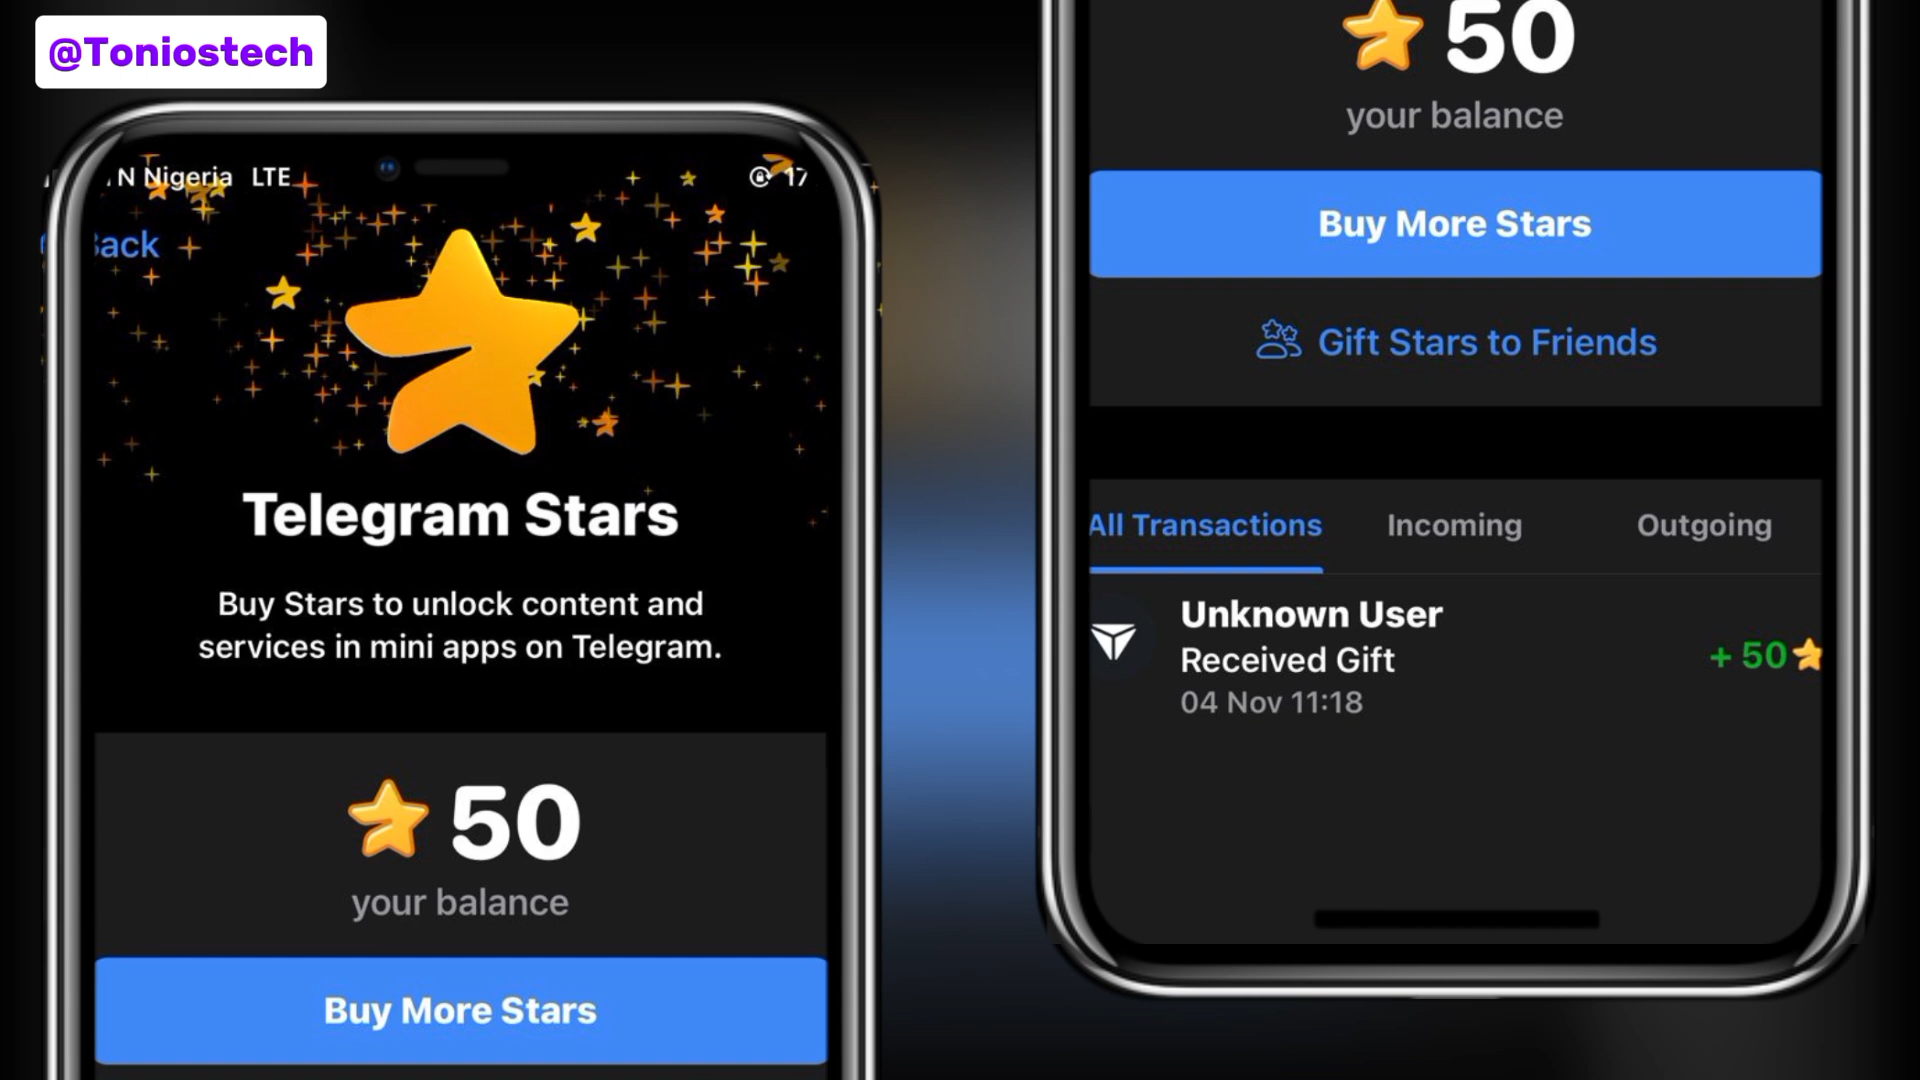 @Toniostech
N Nigeria LTE 17
Back
Telegram Stars
Buy Stars to unlock content and
services in mini apps on Telegram.
50
your balance
Buy More Stars
50
your balance
Buy More Stars
Gift Stars to Friends
All Transactions Incoming Outgoing
Unknown User
Received Gift
04 Nov 11:18
+ 50